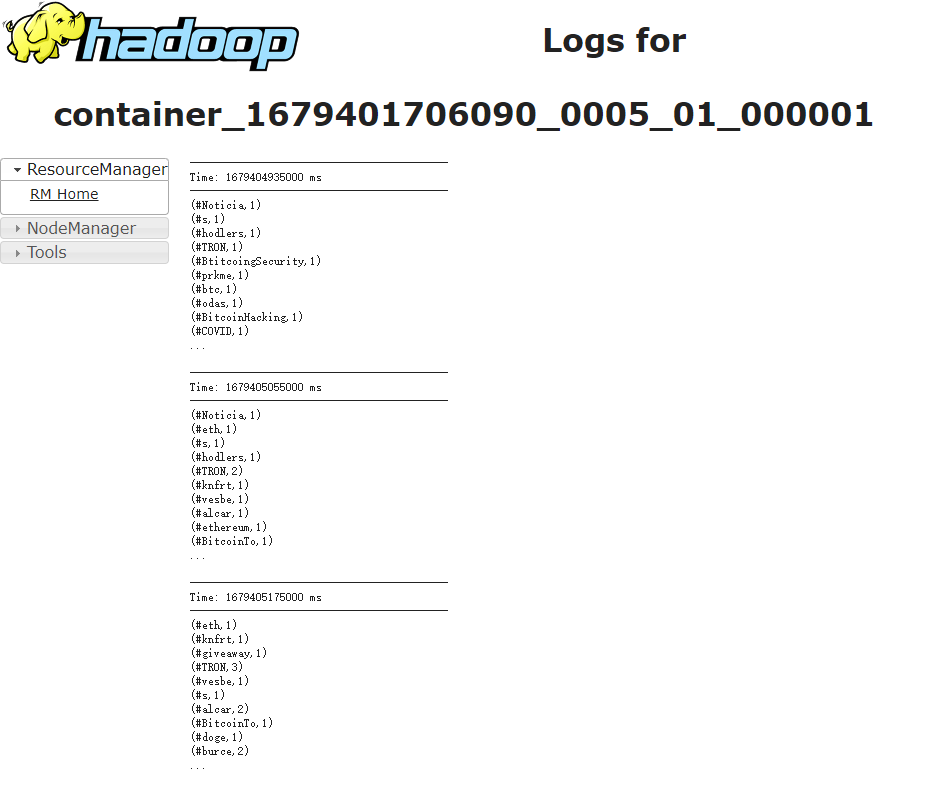 hadoop
Logs for
container_1679401706090_0005_01_000001
ResourceManager
RM Home
NodeManager
Tools
Time: 1679404935000 ms
(#Noticia,1)
(#s,1)
(#hodlers,1)
(#TRON,1)
(#BtitcoingSecurity,1)
(#prkme,1)
(#btc,1)
(#odas,1)
(#BitcoinHacking,1)
(#COVID,1)
...
Time: 1679405055000 ms
(#Noticia,1)
(#eth,1)
(#s,1)
(#hodlers,1)
(#TRON,2)
(#knfrt,1)
(#vesbe,1)
(#alcar,1)
(#ethereum,1)
(#BitcoinTo,1)
...
Time: 1679405175000 ms
(#eth,1)
(#knfrt,1)
(#giveaway,1)
(#TRON,3)
(#vesbe,1)
(#s,1)
(#alcar,2)
(#BitcoinTo,1)
(#doge,1)
(#burce,2)
...